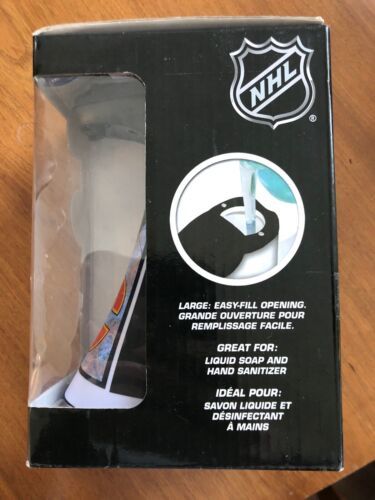 NHL
®
LARGE: EASY-FILL OPENING.
GRANDE OUVERTURE POUR
REMPLISSAGE FACILE.
GREAT FOR:
LIQUID SOAP AND
HAND SANITIZER
IDÉAL POUR:
SAVON LIQUIDE ET
DÉSINFECTANT
À MAINS